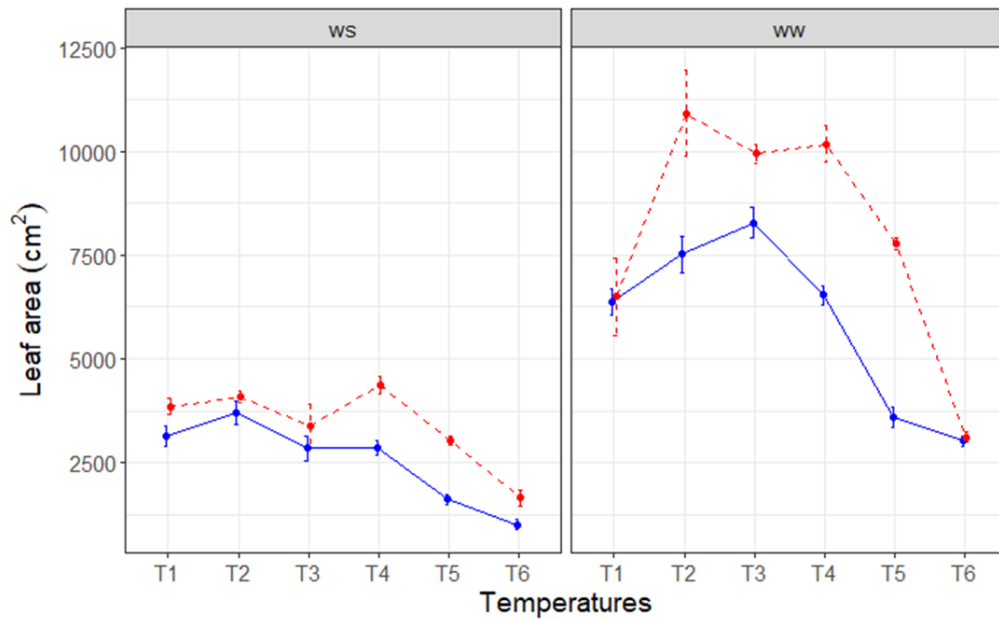 ws
ww
12500
10000
7500
5000
2500
Leaf area (cm²)
T1 T2 T3 T4 T5 T6
T1 T2 T3 T4 T5 T6
Temperatures